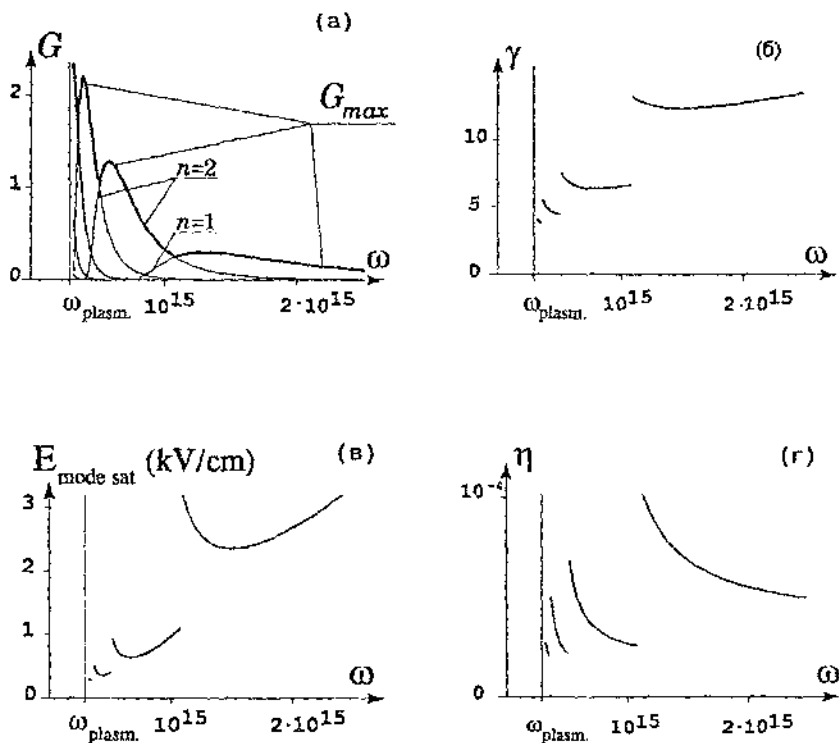 (а)
G
2
G_max
n=2
1
n=1
0
ω
ω_plasm. 10^15 2·10^15
(б)
γ
10
5
0
ω
ω_plasm. 10^15 2·10^15
E_mode sat (kV/cm) (в)
3
2
1
0
ω
ω_plasm. 10^15 2·10^15
η (г)
10^-4
0
ω
ω_plasm. 10^15 2·10^15